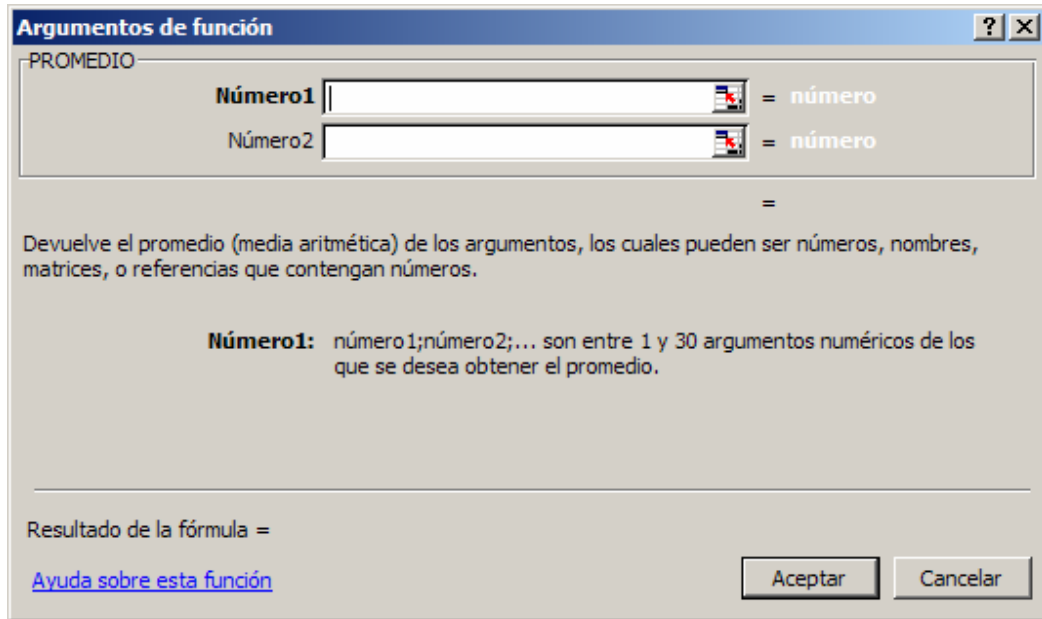 Argumentos de función
PROMEDIO
Número1 = número
Número2 = número
=
Devuelve el promedio (media aritmética) de los argumentos, los cuales pueden ser números, nombres,
matrices, o referencias que contengan números.
Número1: número1;número2;... son entre 1 y 30 argumentos numéricos de los
que se desea obtener el promedio.
Resultado de la fórmula =
Ayuda sobre esta función
Aceptar Cancelar